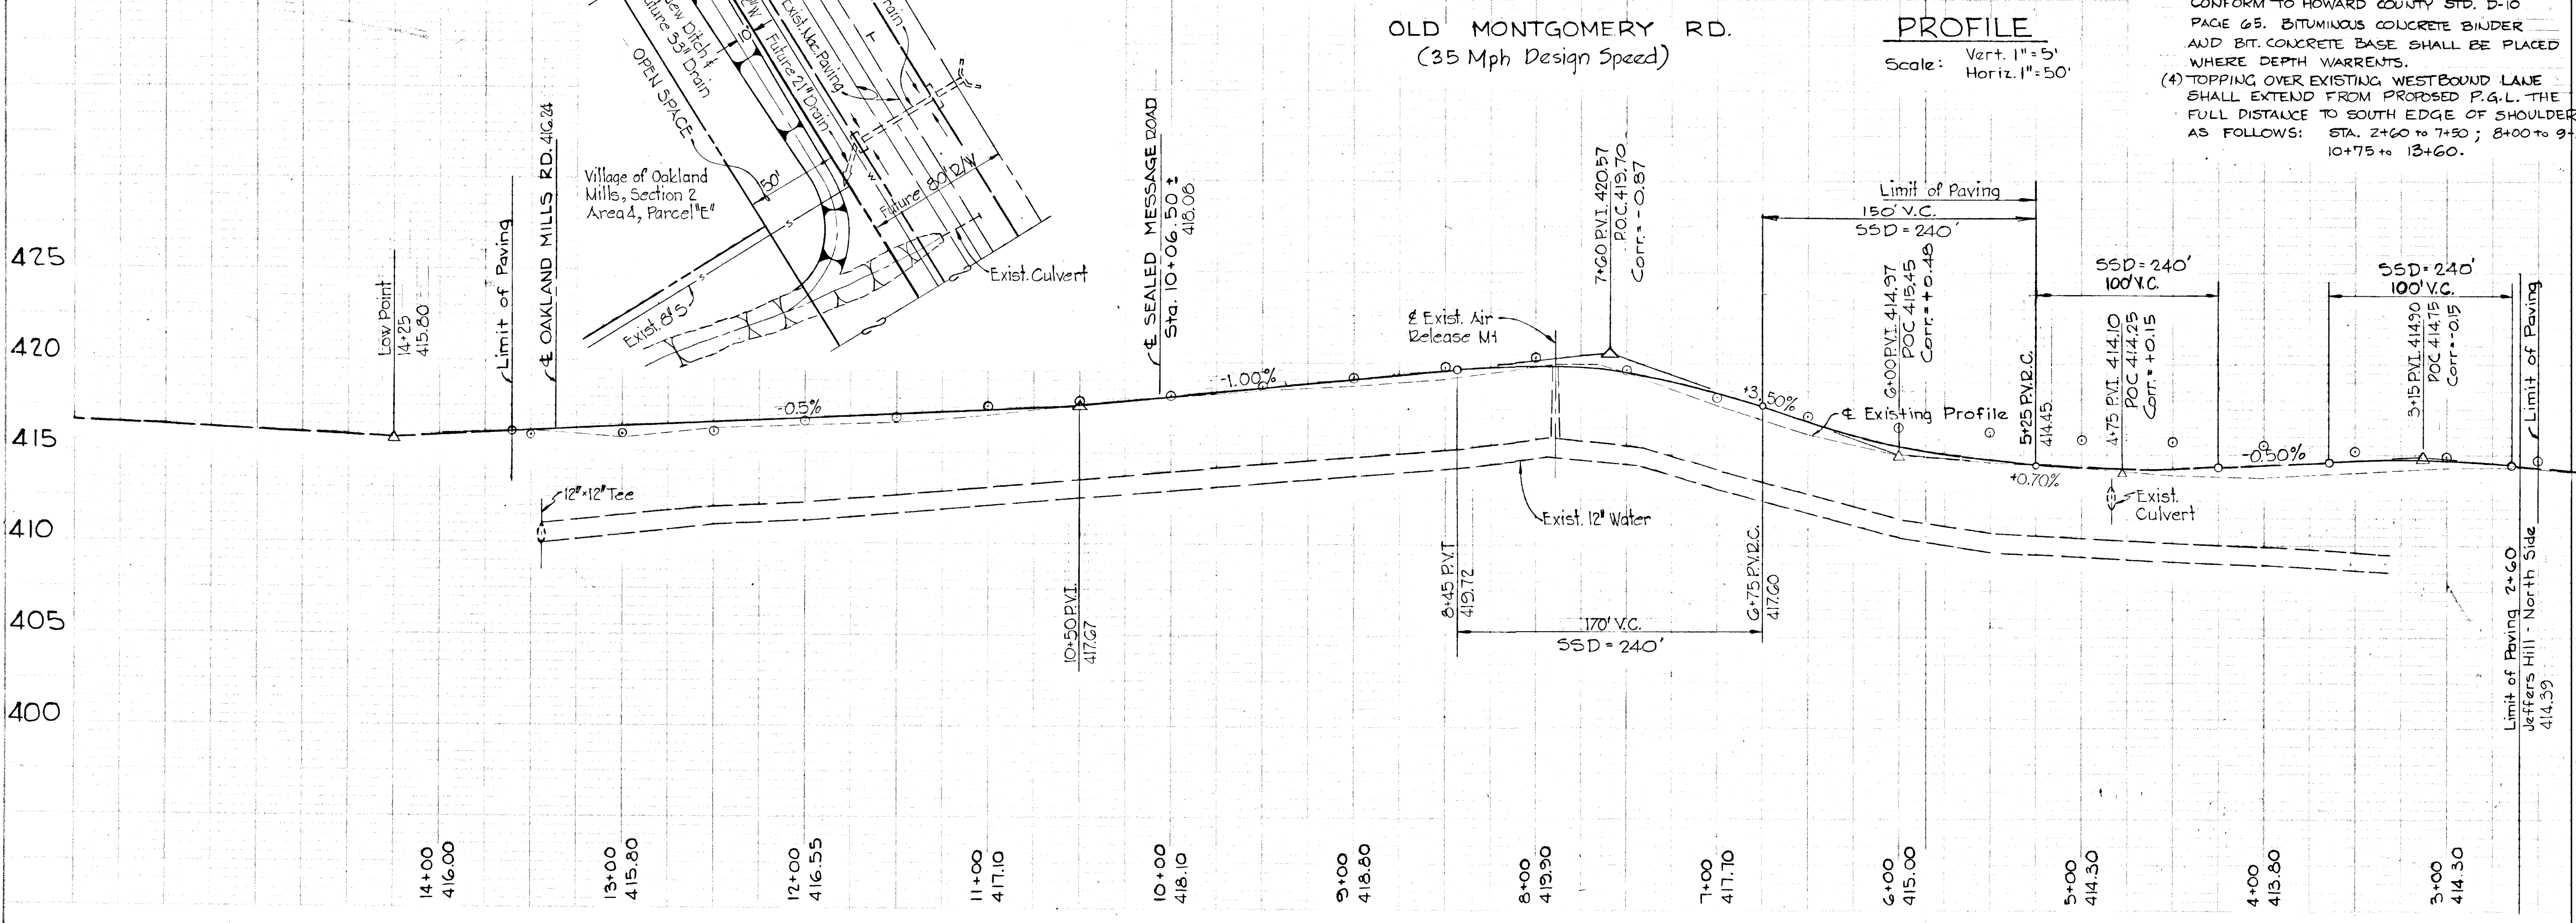 OLD MONTGOMERY RD.
(35 Mph Design Speed)
PROFILE
Scale: Vert. 1"=5'
Horiz. 1"=50'
CONFORM TO HOWARD COUNTY STD. D-10
PAGE 65. BITUMINOUS CONCRETE BINDER
AND BIT. CONCRETE BASE SHALL BE PLACED
WHERE DEPTH WARRENTS.
(4) TOPPING OVER EXISTING WESTBOUND LANE
SHALL EXTEND FROM PROPOSED P.G.L. THE
FULL DISTANCE TO SOUTH EDGE OF SHOULDER
AS FOLLOWS: STA. 2+60 to 7+50; 8+00 to 9+
10+75 to 13+60.
Ditch &
33" Drain
10'
Future 21" Drain
Exist. Mac. Paving
OPEN SPACE
50'
Future 80' R/W
Village of Oakland
Mills, Section 2
Area 4, Parcel "E"
Exist. 8" S
S
S
Exist. Culvert
425
420
415
410
405
400
Low Point
14+25
415.80
Limit of Paving
℄ OAKLAND MILLS RD. 416.24
-0.5%
12"x12" Tee
10+50 P.V.I.
417.67
℄ SEALED MESSAGE ROAD
Sta. 10+06.50±
418.08
-1.00%
℄ Exist. Air
Release MH
7+60 P.V.I. 420.57
P.O.C. 419.70
Corr. = -0.87
Exist. 12" Water
8+45 P.V.T
419.72
170' V.C.
SSD = 240'
6+75 P.V.R.C.
417.60
+3.50%
Limit of Paving
150' V.C.
SSD = 240'
6+00 P.V.I. 414.97
POC 415.45
Corr. = +0.48
℄ Existing Profile
5+25 P.V.R.C.
414.45
+0.70%
SSD = 240'
100' V.C.
4+75 P.V.I. 414.10
POC 414.25
Corr. = +0.15
Exist.
Culvert
-0.50%
SSD = 240'
100' V.C.
3+15 P.V.I. 414.90
POC 414.75
Corr = -0.15
Limit of Paving
Limit of Paving 2+60
Jeffers Hill - North Side
414.39
14+00
416.00
13+00
415.80
12+00
416.55
11+00
417.10
10+00
418.10
9+00
418.80
8+00
419.90
7+00
417.70
6+00
415.00
5+00
414.30
4+00
413.80
3+00
414.30